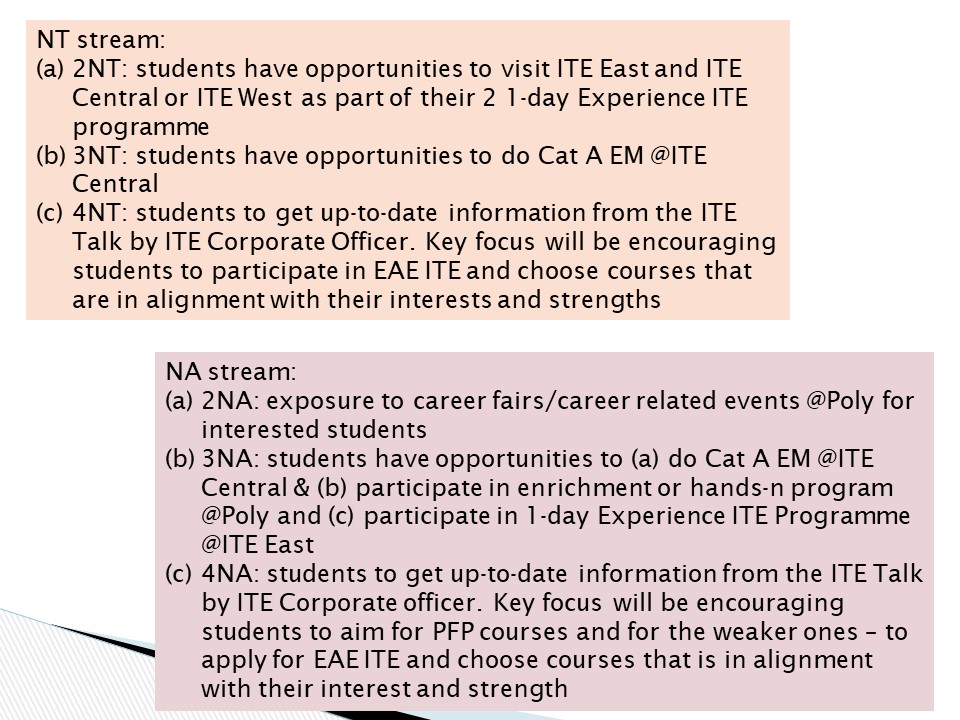 NT stream:
(a) 2NT: students have opportunities to visit ITE East and ITE
Central or ITE West as part of their 2 1-day Experience ITE
programme
(b) 3NT: students have opportunities to do Cat A EM @ITE
Central
(c) 4NT: students to get up-to-date information from the ITE
Talk by ITE Corporate Officer. Key focus will be encouraging
students to participate in EAE ITE and choose courses that
are in alignment with their interests and strengths
NA stream:
(a) 2NA: exposure to career fairs/career related events @Poly for
interested students
(b) 3NA: students have opportunities to (a) do Cat A EM @ITE
Central & (b) participate in enrichment or hands-n program
@Poly and (c) participate in 1-day Experience ITE Programme
@ITE East
(c) 4NA: students to get up-to-date information from the ITE Talk
by ITE Corporate officer. Key focus will be encouraging
students to aim for PFP courses and for the weaker ones – to
apply for EAE ITE and choose courses that is in alignment
with their interest and strength